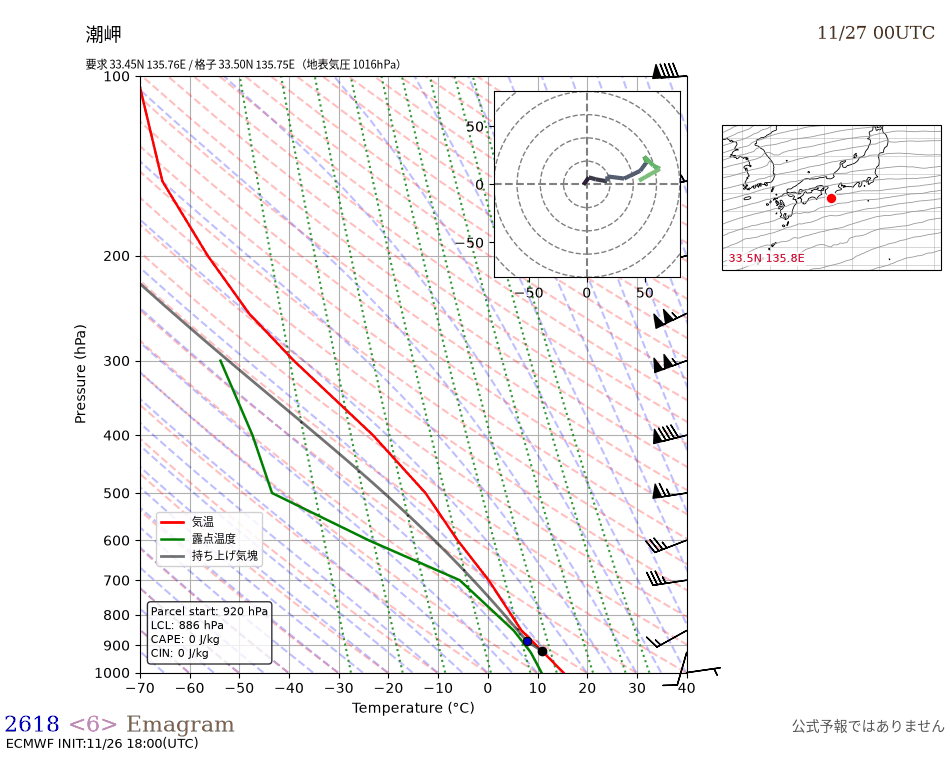 潮岬
11/27 00UTC
要求 33.45N 135.76E / 格子 33.50N 135.75E（地表気圧 1016hPa）
100
200
300
400
500
600
700
800
900
1000
Pressure (hPa)
−70 −60 −50 −40 −30 −20 −10 0 10 20 30 40
Temperature (°C)
50
0
−50
−50 0 50
気温
露点温度
持ち上げ気塊
Parcel start: 920 hPa
LCL: 886 hPa
CAPE: 0 J/kg
CIN: 0 J/kg
33.5N 135.8E
2618 <6> Emagram
ECMWF INIT:11/26 18:00(UTC)
公式予報ではありません